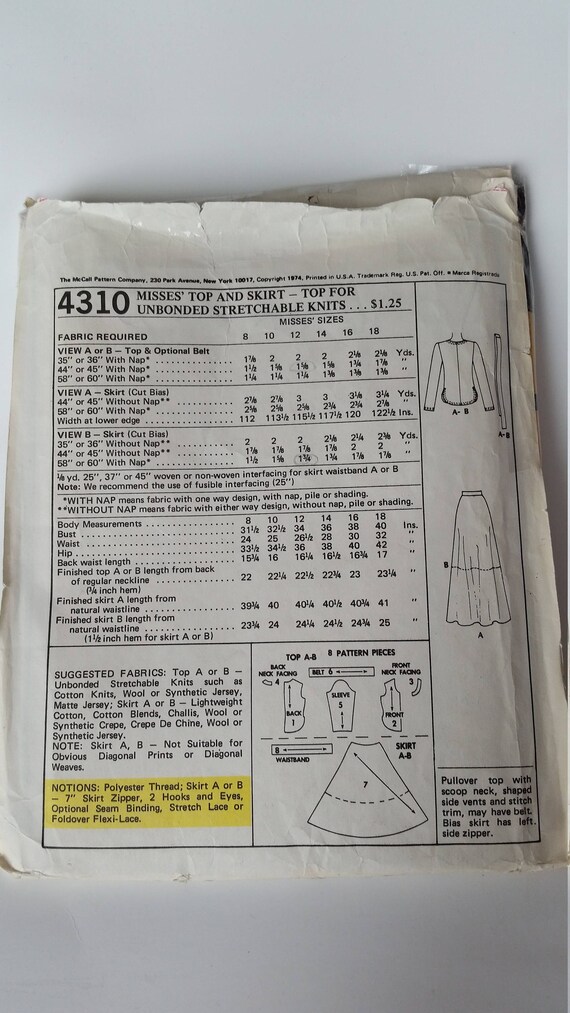 The McCall Pattern Company, 230 Park Avenue, New York 10017, Copyright 1974, Printed in U.S.A. Trademark Reg. U.S. Pat. Off. • Marca Registrada
4310 MISSES' TOP AND SKIRT – TOP FOR
UNBONDED STRETCHABLE KNITS . . . $1.25
MISSES' SIZES
FABRIC REQUIRED 8 10 12 14 16 18
VIEW A or B – Top & Optional Belt
35" or 36" With Nap* 1⅞ 2 2 2 2⅛ 2⅛ Yds.
44" or 45" With Nap* 1½ 1⅝ 1⅝ 1⅝ 1¾ 1⅞ "
58" or 60" With Nap* 1¼ 1¼ 1¼ 1⅜ 1⅜ 1⅜ "
VIEW A – Skirt (Cut Bias)
44" or 45" Without Nap** 2⅞ 2⅞ 3 3 3⅛ 3¼ Yds.
58" or 60" Without Nap** 2⅝ 2⅝ 2⅝ 2¾ 2¾ 2⅞ "
Width at lower edge 112 113½ 115½ 117½ 120 122½ Ins.
VIEW B – Skirt (Cut Bias)
35" or 36" Without Nap** 2 2 2 2⅛ 2¼ 2⅜ Yds.
44" or 45" Without Nap** 1⅞ 1⅞ 1⅞ 1⅞ 2 2 "
58" or 60" With Nap* 1½ 1⅝ 1¾ 1¾ 1⅞ 1⅞ "
⅛ yd. 25", 37" or 45" woven or non-woven interfacing for skirt waistband A or B
Note: We recommend the use of fusible interfacing (25")
*WITH NAP means fabric with one way design, with nap, pile or shading.
**WITHOUT NAP means fabric with either way design, without nap, pile or shading.
Body Measurements 8 10 12 14 16 18
Bust 31½ 32½ 34 36 38 40 Ins.
Waist 24 25 26½ 28 30 32 "
Hip 33½ 34½ 36 38 40 42 "
Back waist length 15¾ 16 16¼ 16½ 16¾ 17 "
Finished top A or B length from back
of regular neckline 22 22¼ 22½ 22¾ 23 23¼ "
(¼ inch hem)
Finished skirt A length from
natural waistline 39¾ 40 40¼ 40½ 40¾ 41 "
Finished skirt B length from
natural waistline 23¾ 24 24¼ 24½ 24¾ 25 "
(1½ inch hem for skirt A or B)
A-B
A-B
B
A
SUGGESTED FABRICS: Top A or B –
Unbonded Stretchable Knits such as
Cotton Knits, Wool or Synthetic Jersey,
Matte Jersey; Skirt A or B – Lightweight
Cotton, Cotton Blends, Challis, Wool or
Synthetic Crepe, Crepe De Chine, Wool or
Synthetic Jersey.
NOTE: Skirt A, B – Not Suitable for
Obvious Diagonal Prints or Diagonal
Weaves.
NOTIONS: Polyester Thread; Skirt A or B
– 7" Skirt Zipper, 2 Hooks and Eyes,
Optional Seam Binding, Stretch Lace or
Foldover Flexi-Lace.
TOP A-B 8 PATTERN PIECES
BACK
NECK FACING
4
BELT 6
FRONT
NECK FACING
3
BACK
1
SLEEVE
5
FRONT
2
8
WAISTBAND
SKIRT
A-B
7
Pullover top with
scoop neck, shaped
side vents and stitch
trim, may have belt.
Bias skirt has left
side zipper.